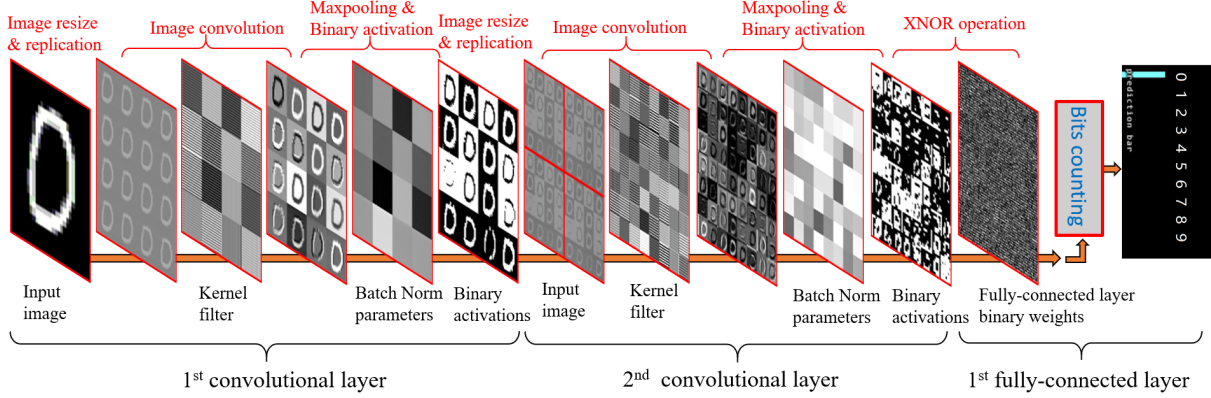 Image resize
& replication
Image convolution
Maxpooling &
Binary activation
Image resize
& replication
Image convolution
Maxpooling &
Binary activation
XNOR operation
Bits counting
prediction bar
0 1 2 3 4 5 6 7 8 9
Input
image
Kernel
filter
Batch Norm
parameters
Binary
activations
Input
image
Kernel
filter
Batch Norm
parameters
Binary
activations
Fully-connected layer
binary weights
1st convolutional layer
2nd convolutional layer
1st fully-connected layer